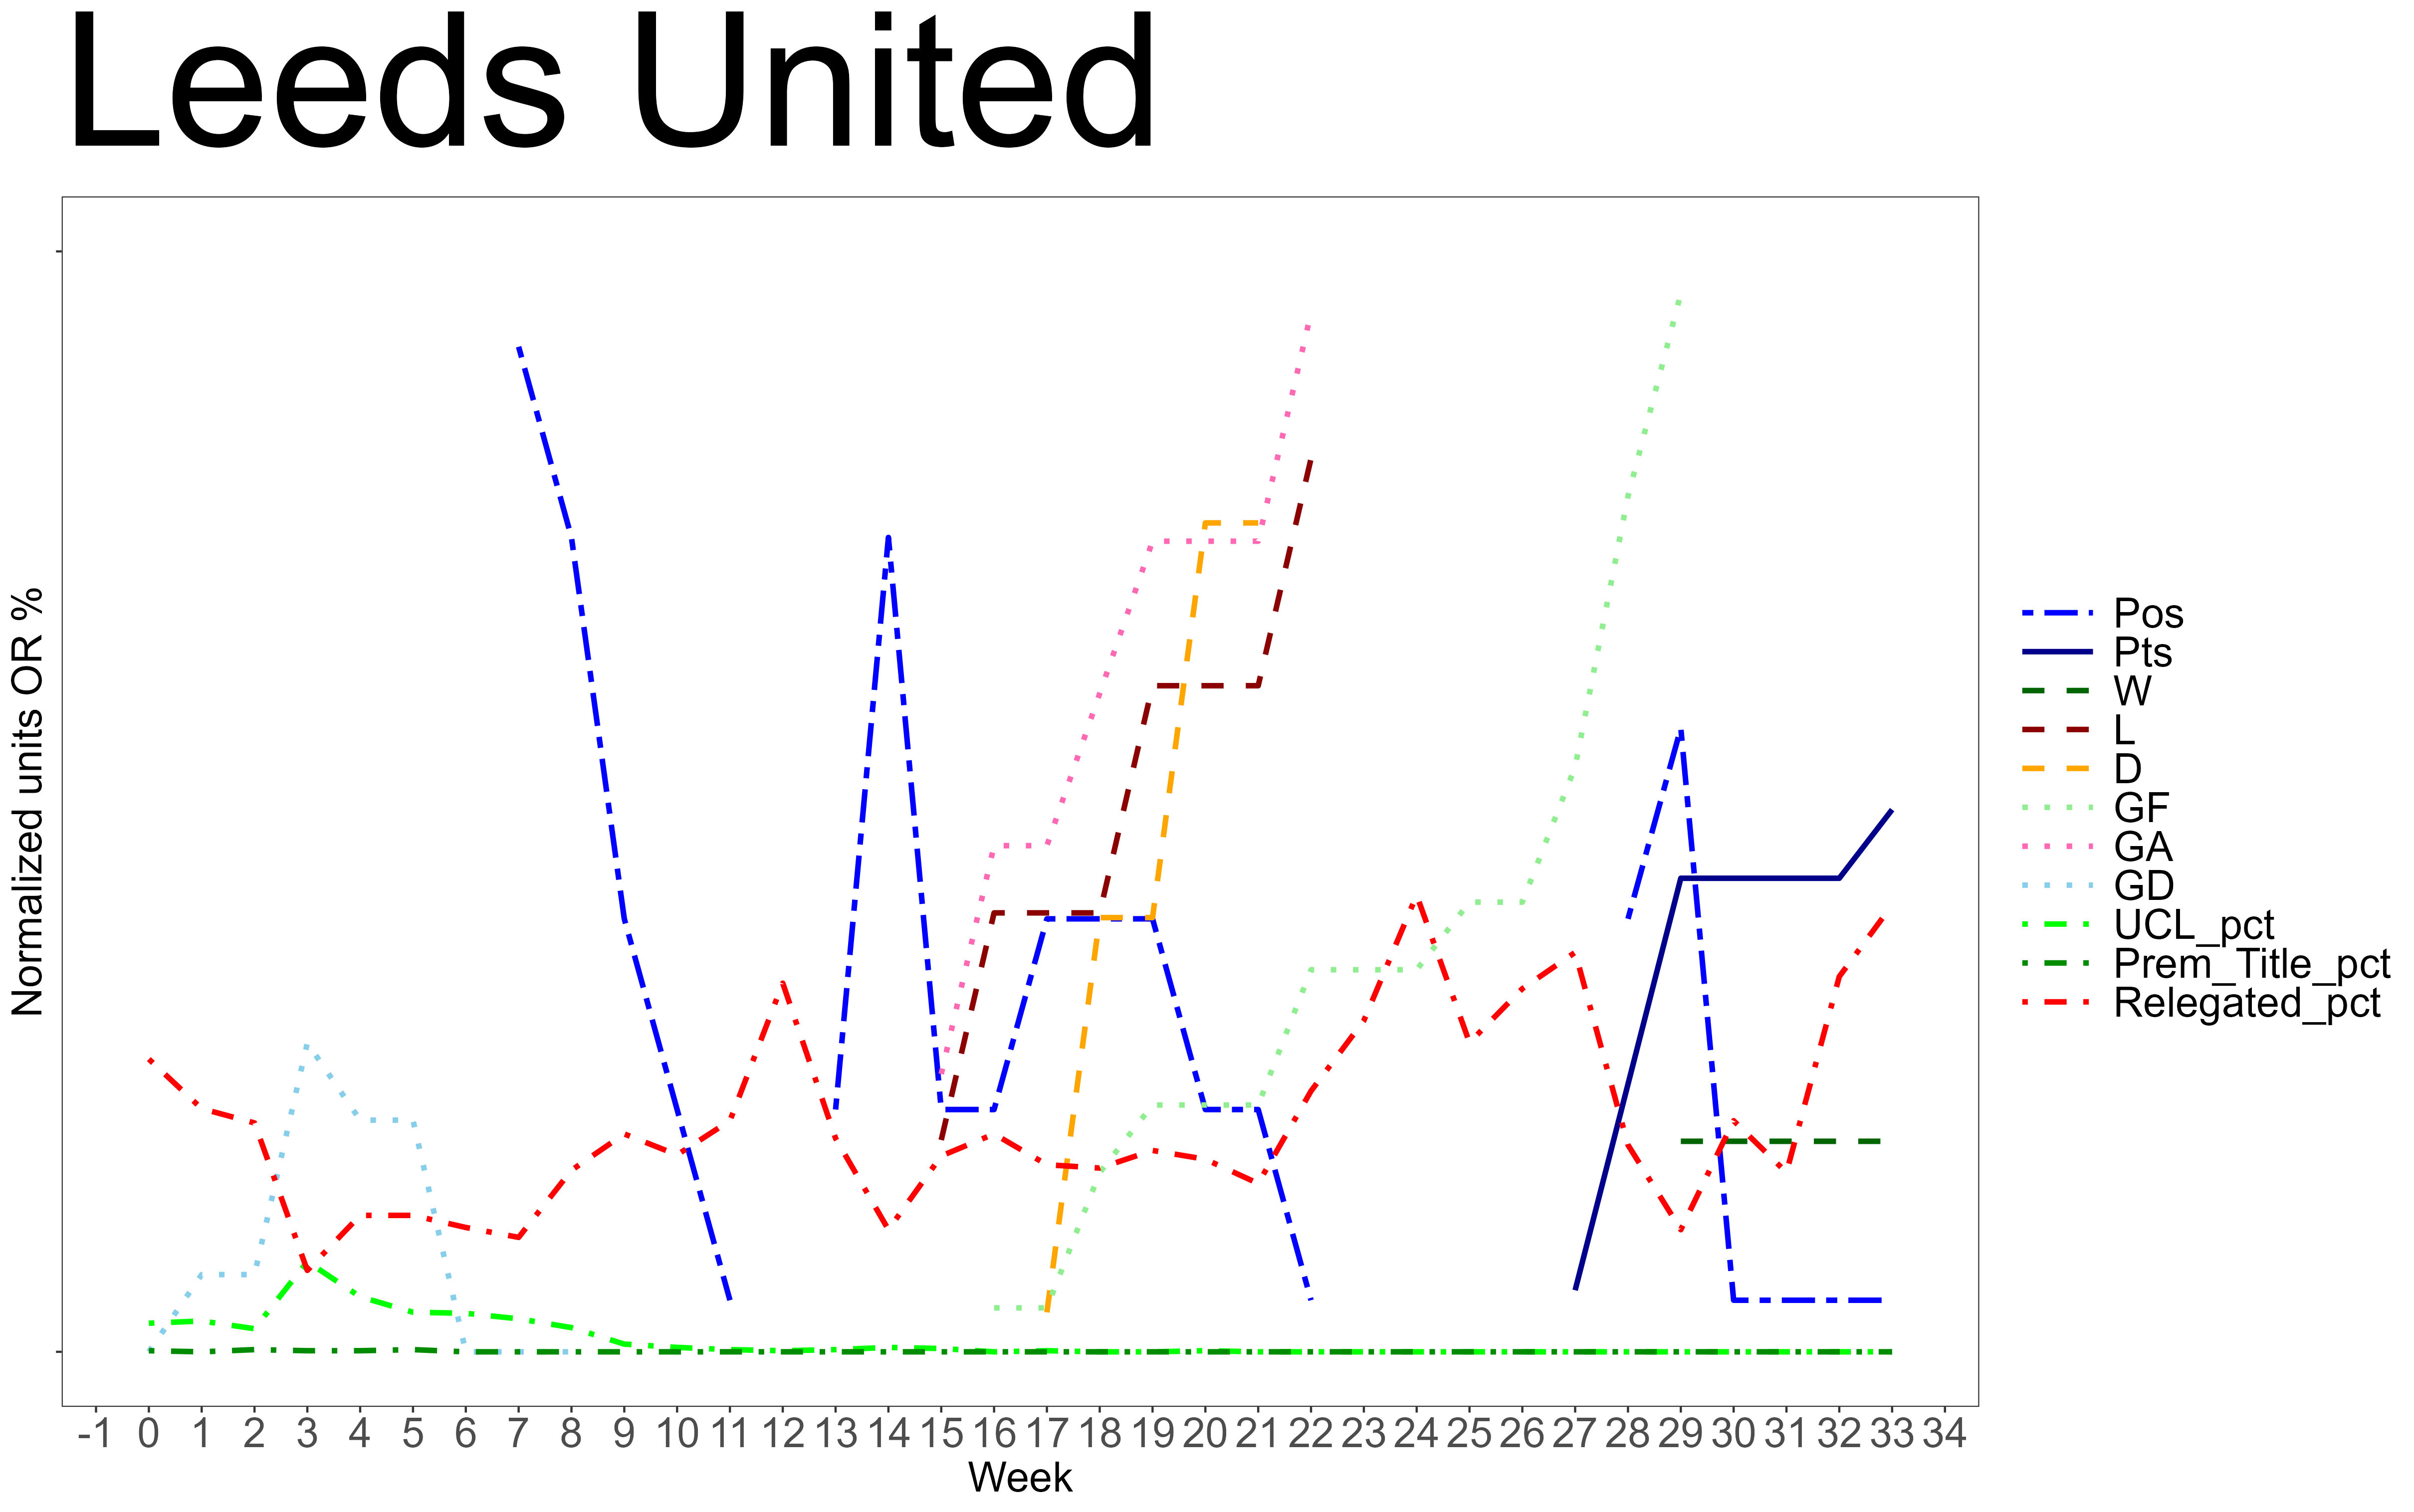 Leeds United
Normalized units OR %
Pos
Pts
W
L
D
GF
GA
GD
UCL_pct
Prem_Title_pct
Relegated_pct
-1 0 1 2 3 4 5 6 7 8 9 10 11 12 13 14 15 16 17 18 19 20 21 22 23 24 25 26 27 28 29 30 31 32 33 34
Week